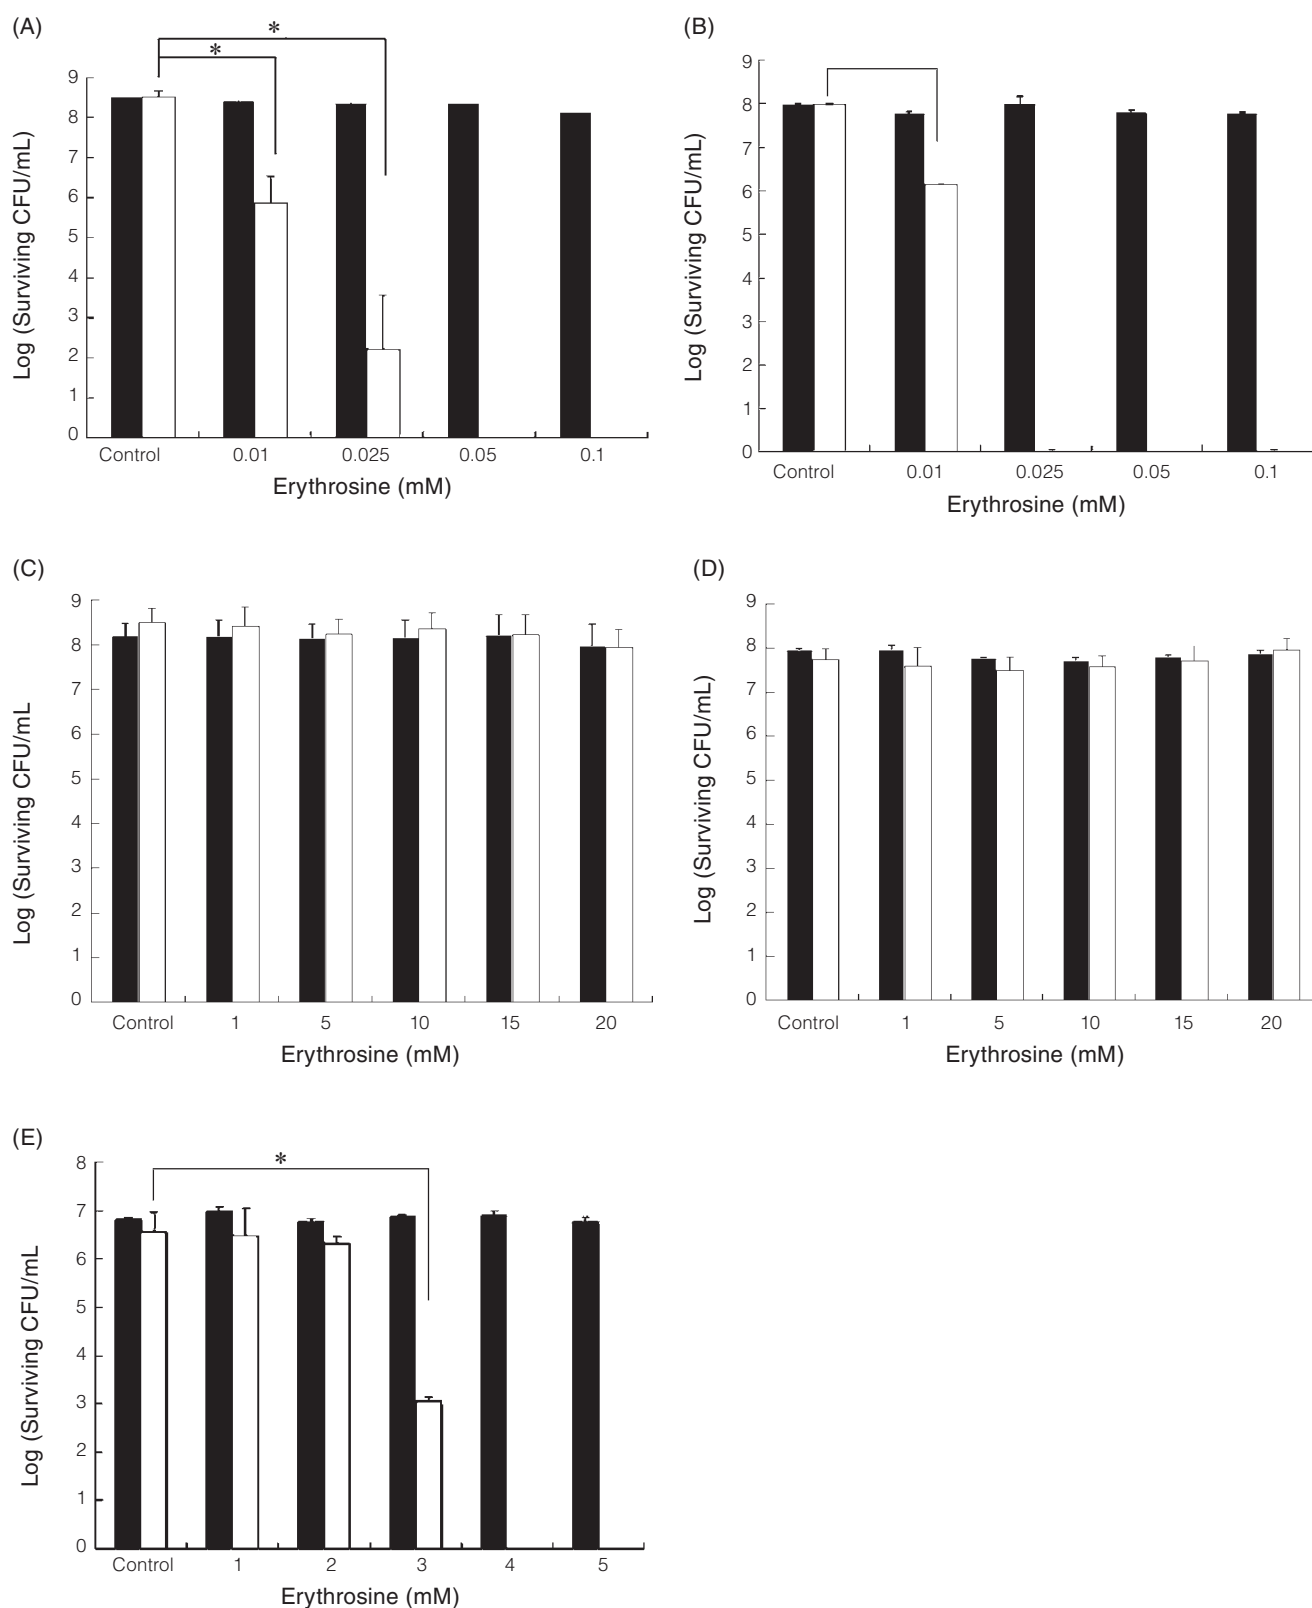 (A)
*
*
9
8
7
6
5
4
3
2
1
0
Log (Surviving CFU/mL)
Control 0.01 0.025 0.05 0.1
Erythrosine (mM)
(B)
9
8
7
6
5
4
3
2
1
0
Log (Surviving CFU/mL)
Control 0.01 0.025 0.05 0.1
Erythrosine (mM)
(C)
9
8
7
6
5
4
3
2
1
0
Log (Surviving CFU/mL
Control 1 5 10 15 20
Erythrosine (mM)
(D)
9
8
7
6
5
4
3
2
1
0
Log (Surviving CFU/mL)
Control 1 5 10 15 20
Erythrosine (mM)
(E)
*
8
7
6
5
4
3
2
1
0
Log (Surviving CFU/mL
Control 1 2 3 4 5
Erythrosine (mM)